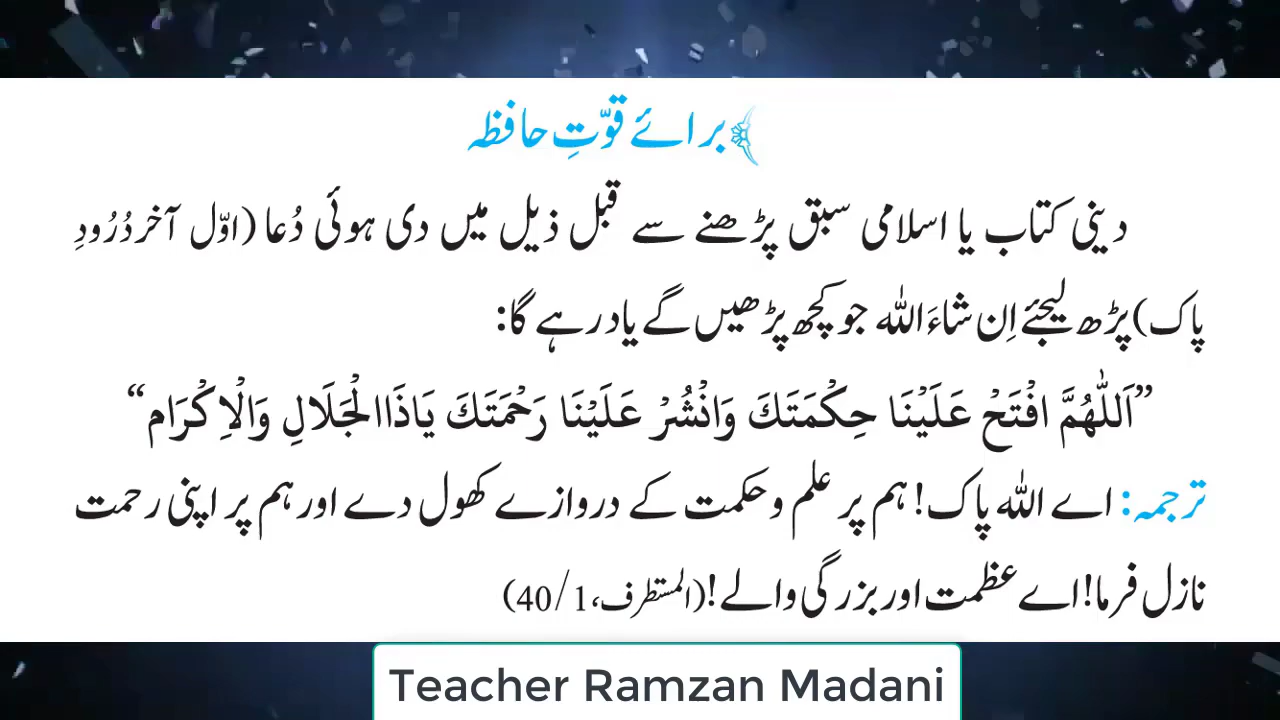 برائے قوّتِ حافظہ
دینی کتاب یا اسلامی سبق پڑھنے سے قبل ذیل میں دی ہوئی دُعا (اوّل آخر دُرُودِ
پاک) پڑھ لیجئے اِن شاءَ اللہ جو کچھ پڑھیں گے یاد رہے گا:
”اَللّٰهُمَّ افْتَحْ عَلَيْنَا حِكْمَتَكَ وَانْشُرْ عَلَيْنَا رَحْمَتَكَ يَاذَاالْجَلَالِ وَالْاِكْرَام“
ترجمہ: اے اللہ پاک! ہم پر علم و حکمت کے دروازے کھول دے اور ہم پر اپنی رحمت
نازل فرما! اے عظمت اور بزرگی والے! (المستطرف، 40/1)
Teacher Ramzan Madani